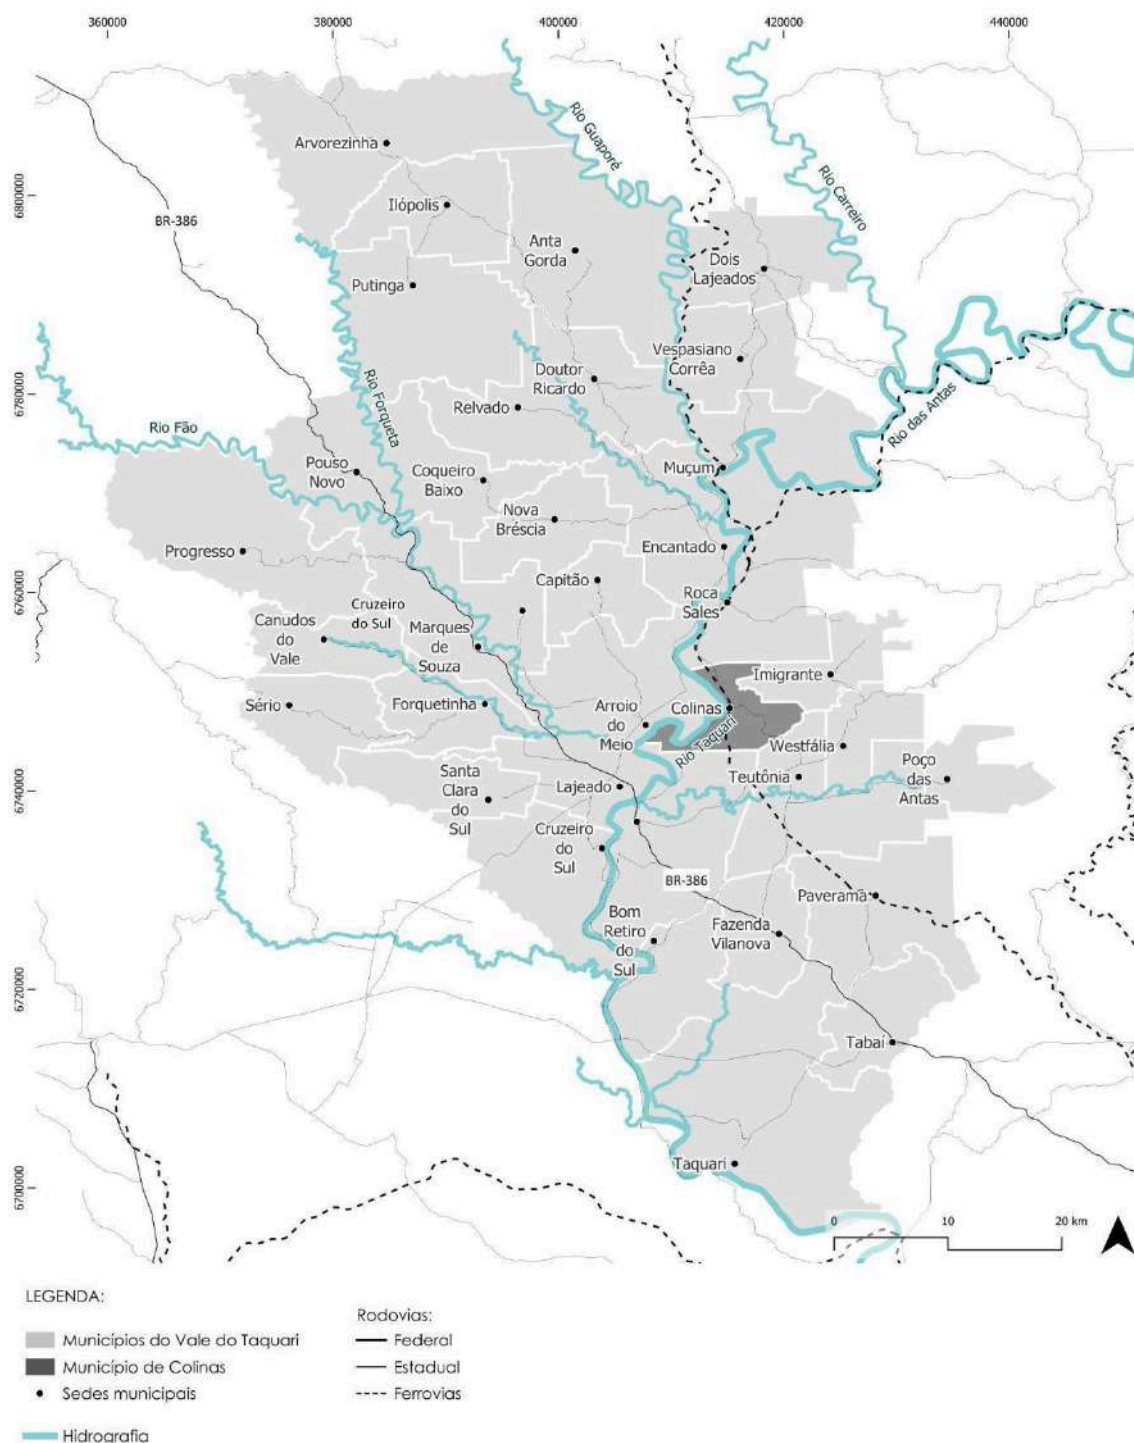 360000
380000
400000
420000
440000
6800000
6780000
6760000
6740000
6720000
6700000
Arvorezinha
Rio Guaporé
Rio Carreiro
Ilópolis
BR-386
Anta
Gorda
Dois
Lajeados
Putinga
Vespasiano
Corrêa
Doutor
Ricardo
Rio Forqueta
Relvado
Rio das Antas
Rio Fão
Pouso
Novo
Coqueiro
Baixo
Muçum
Nova
Bréscia
Encantado
Progresso
Capitão
Roca
Sales
Canudos
do
Vale
Cruzeiro
do Sul
Marques
de
Souza
Imigrante
Sério
Forquetinha
Arroio
do
Meio
Colinas
Rio Taquari
Westfália
Poço
das
Antas
Teutônia
Santa
Clara
do
Sul
Lajeado
Cruzeiro
do
Sul
BR-386
Paverama
Bom
Retiro
do
Sul
Fazenda
Vilanova
Tabaí
Taquari
0 10 20 km
LEGENDA:
Municípios do Vale do Taquari
Município de Colinas
Sedes municipais
Hidrografia
Rodovias:
Federal
Estadual
Ferrovias